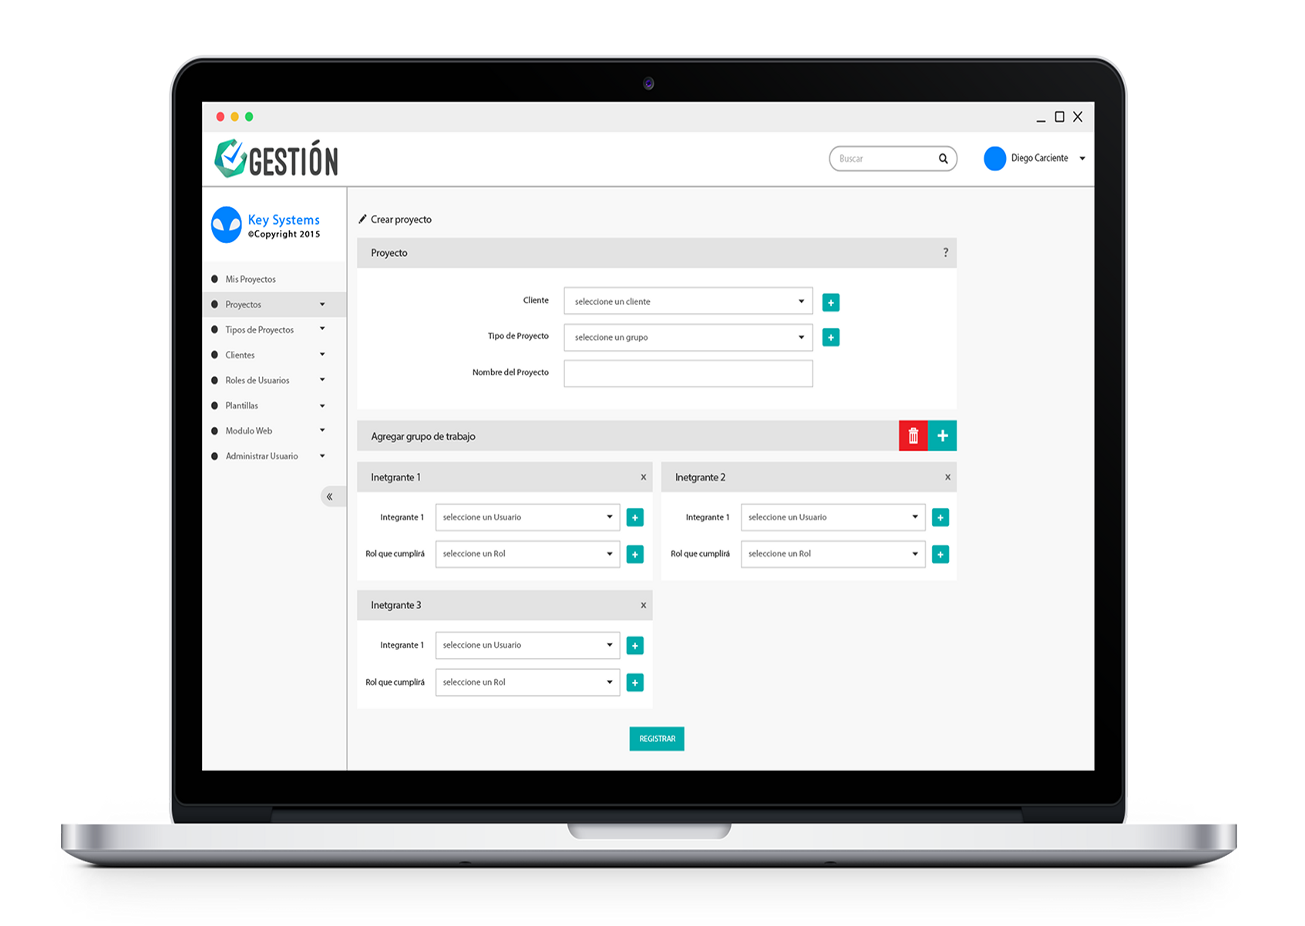 GESTIÓN
Buscar
Diego Carciente
Key Systems
©Copyright 2015
Mis Proyectos
Proyectos
Tipos de Proyectos
Clientes
Roles de Usuarios
Plantillas
Modulo Web
Administrar Usuario
«
Crear proyecto
Proyecto ?
Cliente seleccione un cliente +
Tipo de Proyecto seleccione un grupo +
Nombre del Proyecto
Agregar grupo de trabajo +
Inetgrante 1 x
Integrante 1 seleccione un Usuario +
Rol que cumplirá seleccione un Rol +
Inetgrante 2 x
Integrante 1 seleccione un Usuario +
Rol que cumplirá seleccione un Rol +
Inetgrante 3 x
Integrante 1 seleccione un Usuario +
Rol que cumplirá seleccione un Rol +
REGISTRAR